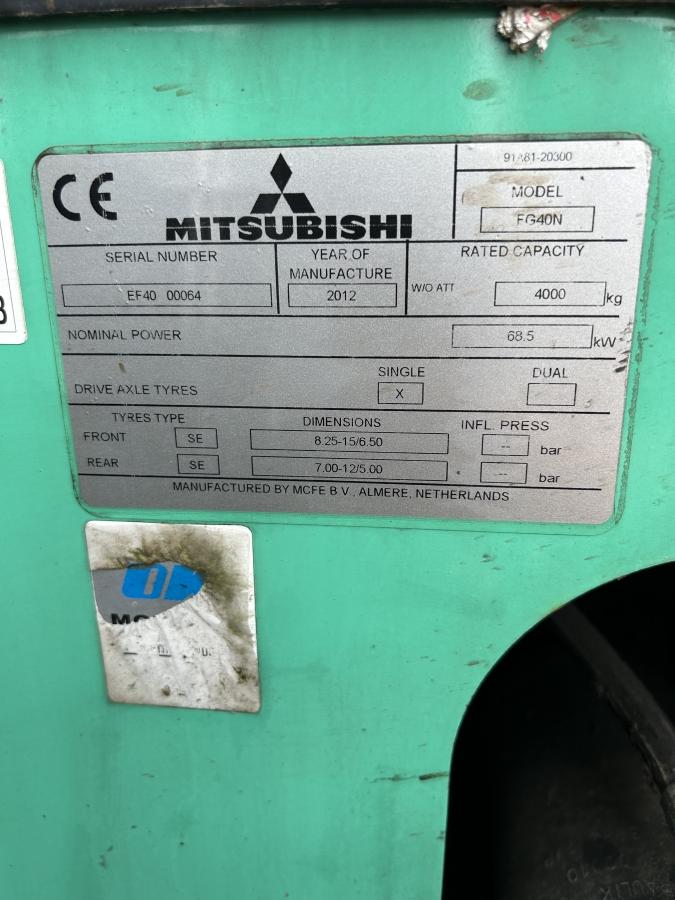 CE
MITSUBISHI
91A81-20300
MODEL
FG40N
SERIAL NUMBER
EF40 00064
YEAR OF
MANUFACTURE
2012
RATED CAPACITY
W/O ATT
4000 kg
NOMINAL POWER
68.5 kW
SINGLE DUAL
DRIVE AXLE TYRES X
TYRES TYPE DIMENSIONS INFL. PRESS
FRONT SE 8.25-15/6.50 -- bar
REAR SE 7.00-12/5.00 -- bar
MANUFACTURED BY MCFE B.V., ALMERE, NETHERLANDS